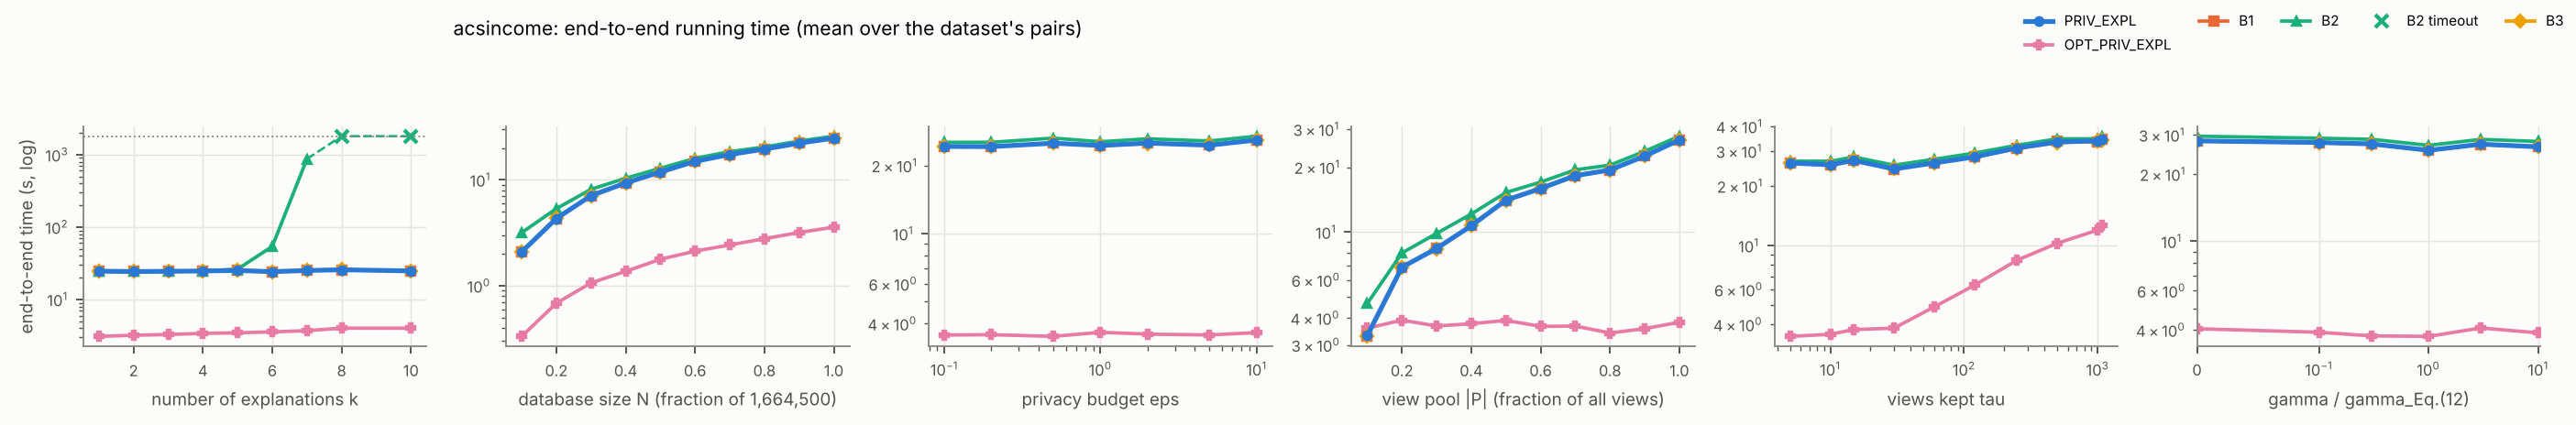 acsincome: end-to-end running time (mean over the dataset's pairs)
PRIV_EXPL
B1
B2
B2 timeout
B3
OPT_PRIV_EXPL
end-to-end time (s, log)
10³
10²
10¹
2 4 6 8 10
number of explanations k
10¹
10⁰
0.2 0.4 0.6 0.8 1.0
database size N (fraction of 1,664,500)
2 × 10¹
10¹
6 × 10⁰
4 × 10⁰
10⁻¹ 10⁰ 10¹
privacy budget eps
3 × 10¹
2 × 10¹
10¹
6 × 10⁰
4 × 10⁰
3 × 10⁰
0.2 0.4 0.6 0.8 1.0
view pool |P| (fraction of all views)
4 × 10¹
3 × 10¹
2 × 10¹
10¹
6 × 10⁰
4 × 10⁰
10¹ 10² 10³
views kept tau
3 × 10¹
2 × 10¹
10¹
6 × 10⁰
4 × 10⁰
0 10⁻¹ 10⁰ 10¹
gamma / gamma_Eq.(12)